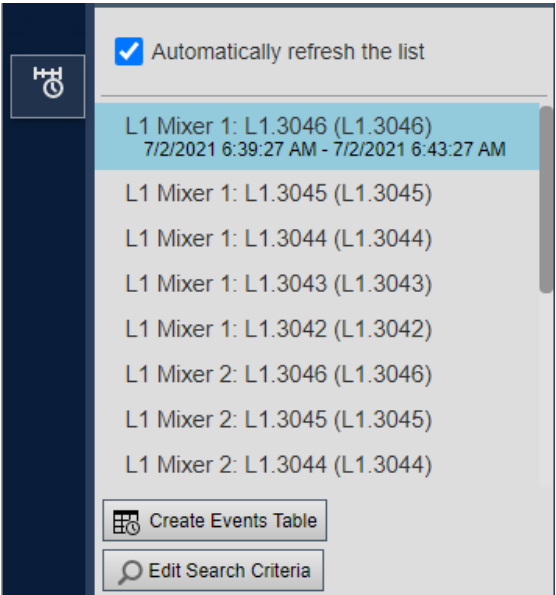 Automatically refresh the list
L1 Mixer 1: L1.3046 (L1.3046)
7/2/2021 6:39:27 AM - 7/2/2021 6:43:27 AM
L1 Mixer 1: L1.3045 (L1.3045)
L1 Mixer 1: L1.3044 (L1.3044)
L1 Mixer 1: L1.3043 (L1.3043)
L1 Mixer 1: L1.3042 (L1.3042)
L1 Mixer 2: L1.3046 (L1.3046)
L1 Mixer 2: L1.3045 (L1.3045)
L1 Mixer 2: L1.3044 (L1.3044)
Create Events Table
Edit Search Criteria